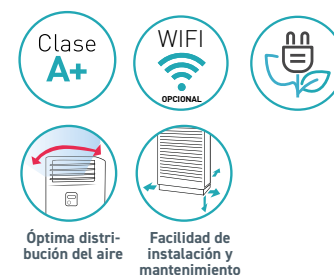 Clase
A+
WIFI
OPCIONAL
Óptima distri-
bución del aire
Facilidad de
instalación y
mantenimiento